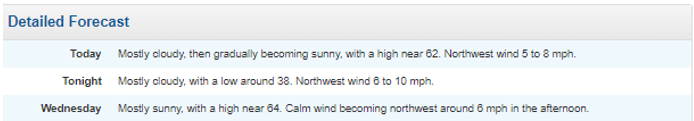 Detailed Forecast
Today Mostly cloudy, then gradually becoming sunny, with a high near 62. Northwest wind 5 to 8 mph.
Tonight Mostly cloudy, with a low around 38. Northwest wind 6 to 10 mph.
Wednesday Mostly sunny, with a high near 64. Calm wind becoming northwest around 6 mph in the afternoon.